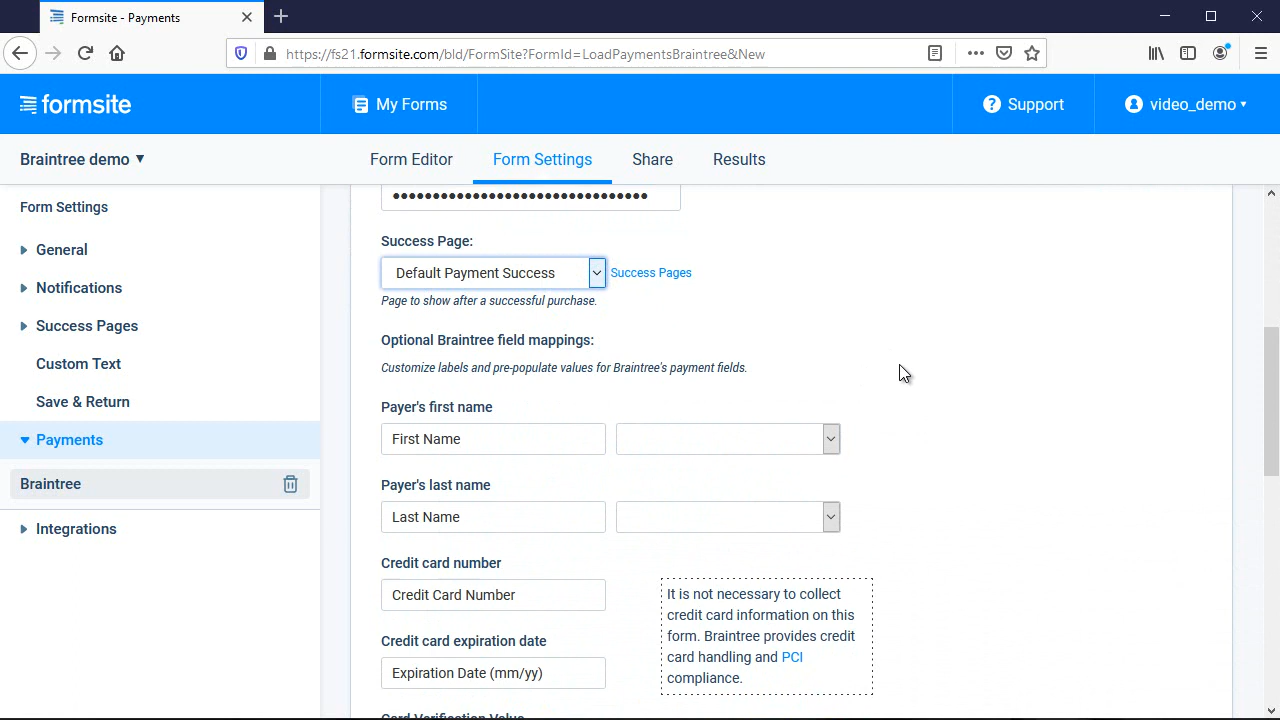 Formsite - Payments
https://fs21.formsite.com/bld/FormSite?FormId=LoadPaymentsBraintree&New
formsite
My Forms
Support
video_demo
Braintree demo
Form Editor
Form Settings
Share
Results
Form Settings
General
Notifications
Success Pages
Custom Text
Save & Return
Payments
Braintree
Integrations
••••••••••••••••••••••••••••••••
Success Page:
Default Payment Success
Success Pages
Page to show after a successful purchase.
Optional Braintree field mappings:
Customize labels and pre-populate values for Braintree's payment fields.
Payer's first name
First Name
Payer's last name
Last Name
Credit card number
Credit Card Number
It is not necessary to collect
credit card information on this
form. Braintree provides credit
card handling and PCI
compliance.
Credit card expiration date
Expiration Date (mm/yy)
Card Verification Value